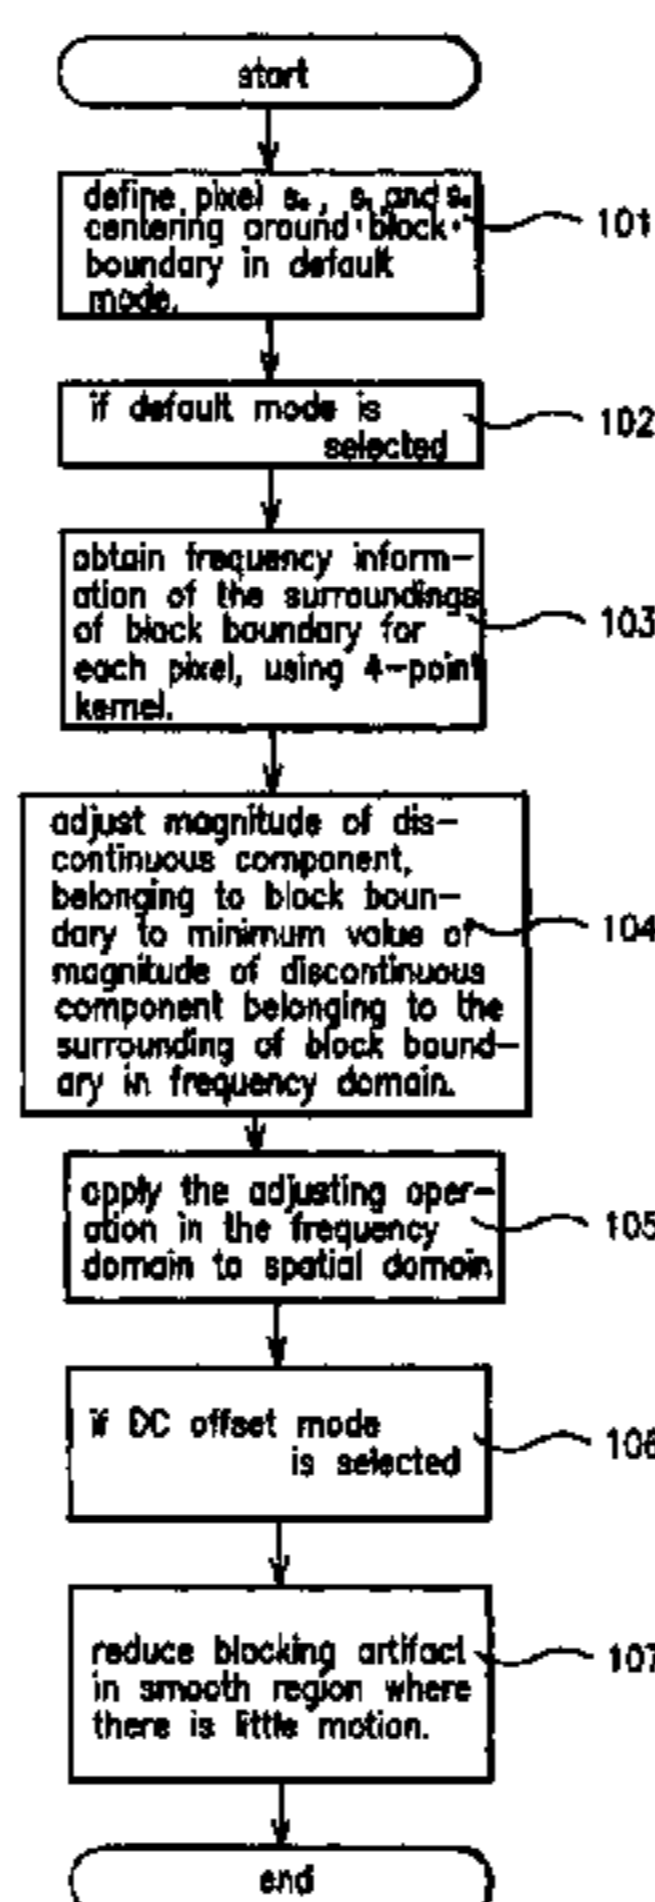 start
define pixel s₀, s₁ and s₂
centering around block
boundary in default
mode.
101
if default mode is
selected
102
obtain frequency inform-
ation of the surroundings
of block boundary for
each pixel, using 4-point
kernel.
103
adjust magnitude of dis-
continuous component,
belonging to block boun-
dary to minimum value of
magnitude of discontinuous
component belonging to the
surrounding of block bound-
ary in frequency domain.
104
apply the adjusting oper-
ation in the frequency
domain to spatial domain
105
if DC offset mode
is selected
106
reduce blocking artifact
in smooth region where
there is little motion.
107
end